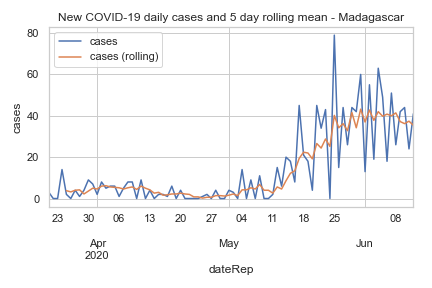 New COVID-19 daily cases and 5 day rolling mean - Madagascar
cases
cases (rolling)
80
60
40
20
0
cases
23 30 06 13 20 27 04 11 18 25 01 08
Apr May Jun
2020
dateRep